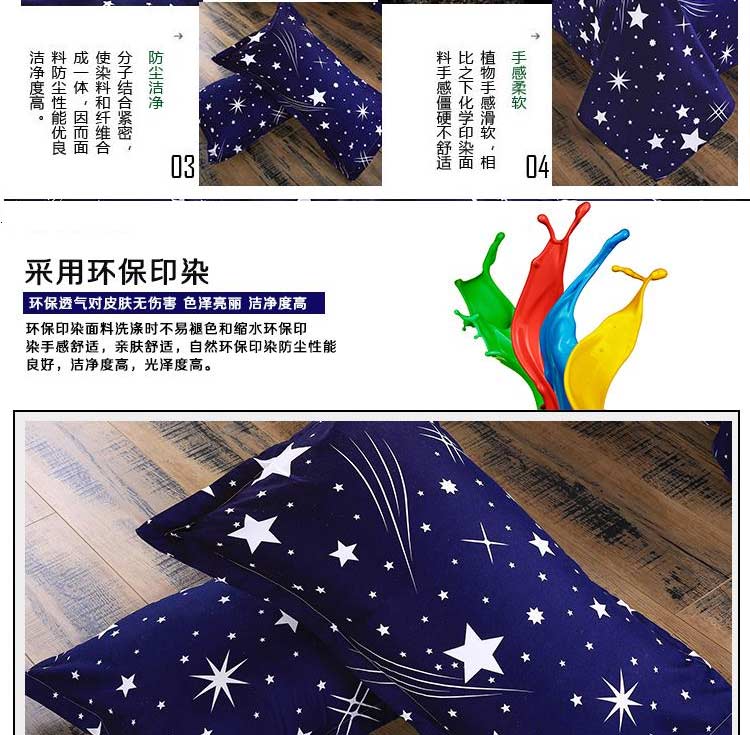 防尘洁净
分子结合紧密，
使染料和纤维合
成一体，因而面
料防尘性能优良
洁净度高。
03
手感柔软
植物手感滑软，相
比之下化学印染面
料手感僵硬不舒适
04
采用环保印染
环保透气对皮肤无伤害 色泽亮丽 洁净度高
环保印染面料洗涤时不易褪色和缩水环保印
染手感舒适，亲肤舒适，自然环保印染防尘性能
良好，洁净度高，光泽度高。